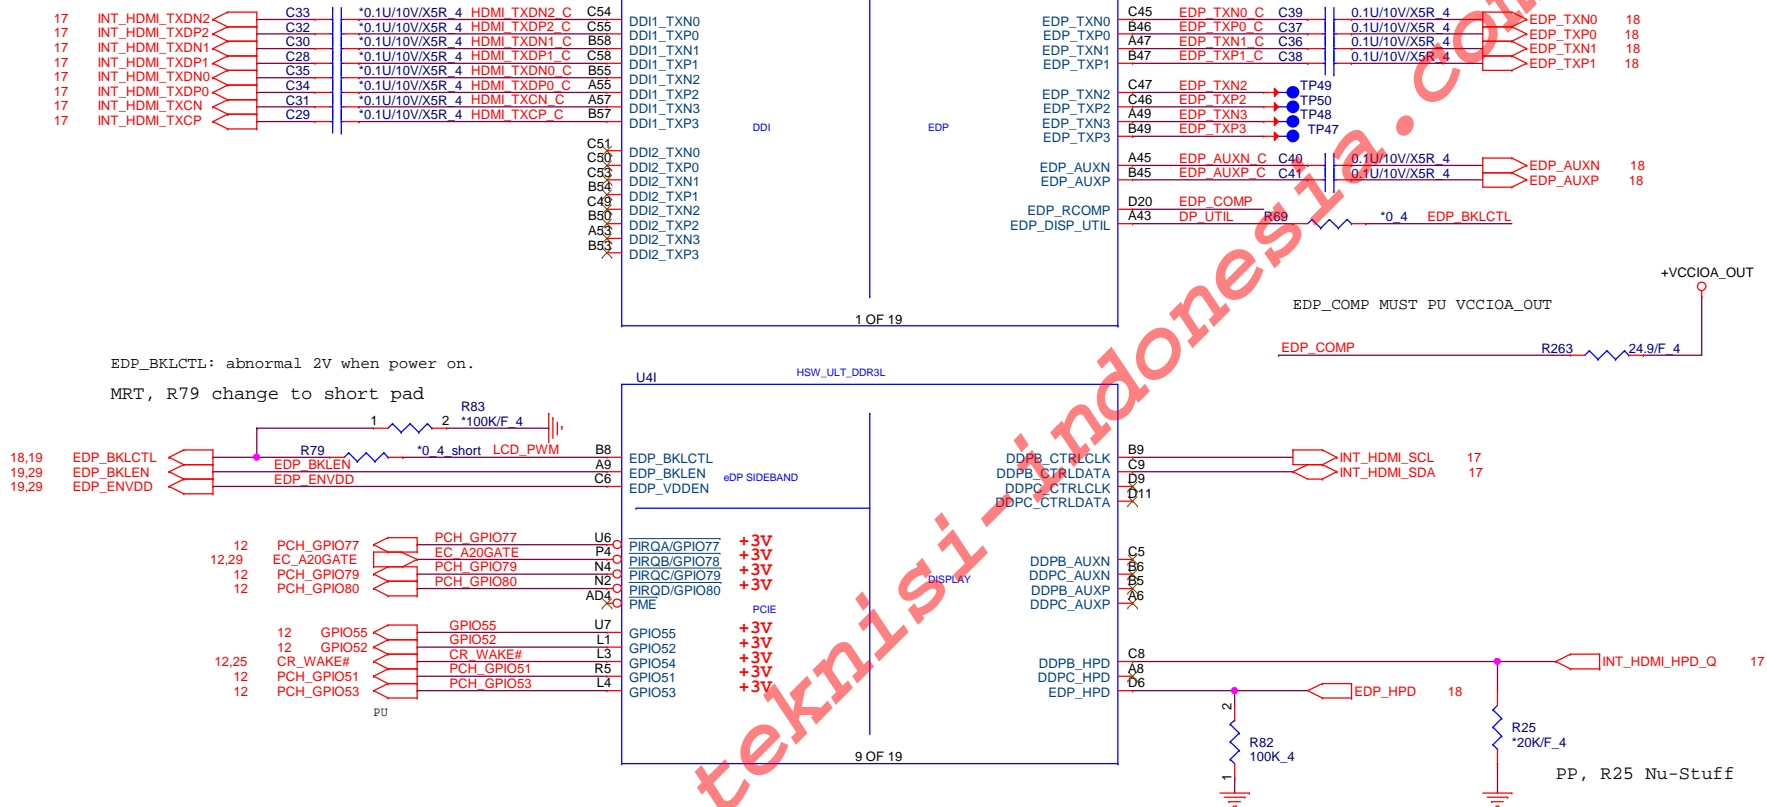 17 INT_HDMI_TXDN2 C33 *0.1U/10V/X5R_4 HDMI_TXDN2_C C54 DDI1_TXN0
17 INT_HDMI_TXDP2 C32 *0.1U/10V/X5R_4 HDMI_TXDP2_C C55 DDI1_TXP0
17 INT_HDMI_TXDN1 C30 *0.1U/10V/X5R_4 HDMI_TXDN1_C B58 DDI1_TXN1
17 INT_HDMI_TXDP1 C28 *0.1U/10V/X5R_4 HDMI_TXDP1_C C58 DDI1_TXP1
17 INT_HDMI_TXDN0 C35 *0.1U/10V/X5R_4 HDMI_TXDN0_C B55 DDI1_TXN2
17 INT_HDMI_TXDP0 C34 *0.1U/10V/X5R_4 HDMI_TXDP0_C A55 DDI1_TXP2
17 INT_HDMI_TXCN C31 *0.1U/10V/X5R_4 HDMI_TXCN_C A57 DDI1_TXN3
17 INT_HDMI_TXCP C29 *0.1U/10V/X5R_4 HDMI_TXCP_C B57 DDI1_TXP3
C51 DDI2_TXN0
C50 DDI2_TXP0
C53 DDI2_TXN1
B54 DDI2_TXP1
C49 DDI2_TXN2
B50 DDI2_TXP2
A53 DDI2_TXN3
B53 DDI2_TXP3
DDI EDP
EDP_TXN0 C45 EDP_TXN0_C C39 0.1U/10V/X5R_4 EDP_TXN0 18
EDP_TXP0 B46 EDP_TXP0_C C37 0.1U/10V/X5R_4 EDP_TXP0 18
EDP_TXN1 A47 EDP_TXN1_C C36 0.1U/10V/X5R_4 EDP_TXN1 18
EDP_TXP1 B47 EDP_TXP1_C C38 0.1U/10V/X5R_4 EDP_TXP1 18
EDP_TXN2 C47 EDP_TXN2 TP49
EDP_TXP2 C46 EDP_TXP2 TP50
EDP_TXN3 A49 EDP_TXN3 TP48
EDP_TXP3 B49 EDP_TXP3 TP47
EDP_AUXN A45 EDP_AUXN_C C40 0.1U/10V/X5R_4 EDP_AUXN 18
EDP_AUXP B45 EDP_AUXP_C C41 0.1U/10V/X5R_4 EDP_AUXP 18
EDP_RCOMP D20 EDP_COMP
EDP_DISP_UTIL A43 DP_UTIL R69 *0_4 EDP_BKLCTL
1 OF 19
+VCCIOA_OUT
EDP_COMP MUST PU VCCIOA_OUT
EDP_COMP R263 24.9/F_4
EDP_BKLCTL: abnormal 2V when power on.
MRT, R79 change to short pad
U4I HSW_ULT_DDR3L
R83
1 2 *100K/F_4
18,19 EDP_BKLCTL R79 *0_4_short LCD_PWM B8 EDP_BKLCTL
19,29 EDP_BKLEN EDP_BKLEN A9 EDP_BKLEN
19,29 EDP_ENVDD EDP_ENVDD C6 EDP_VDDEN
eDP SIDEBAND
12 PCH_GPIO77 PCH_GPIO77 U6 PIRQA/GPIO77 +3V
12,29 EC_A20GATE EC_A20GATE P4 PIRQB/GPIO78 +3V
12 PCH_GPIO79 PCH_GPIO79 N4 PIRQC/GPIO79 +3V
12 PCH_GPIO80 PCH_GPIO80 N2 PIRQD/GPIO80 +3V
AD4 PME
PCIE
12 GPIO55 GPIO55 U7 GPIO55 +3V
12 GPIO52 GPIO52 L1 GPIO52 +3V
12,25 CR_WAKE# CR_WAKE# L3 GPIO54 +3V
12 PCH_GPIO51 PCH_GPIO51 R5 GPIO51 +3V
12 PCH_GPIO53 PCH_GPIO53 L4 GPIO53 +3V
PU
DDPB_CTRLCLK B9 INT_HDMI_SCL 17
DDPB_CTRLDATA C9 INT_HDMI_SDA 17
DDPC_CTRLCLK D9
DDPC_CTRLDATA D11
DDPB_AUXN C5
DDPC_AUXN B6
DDPB_AUXP B5
DDPC_AUXP A6
DISPLAY
DDPB_HPD C8 INT_HDMI_HPD_Q 17
DDPC_HPD A8
EDP_HPD D6 EDP_HPD 18
2
R82
100K_4
1
R25
*20K/F_4
PP, R25 Nu-Stuff
9 OF 19
teknisi-indonesia.com